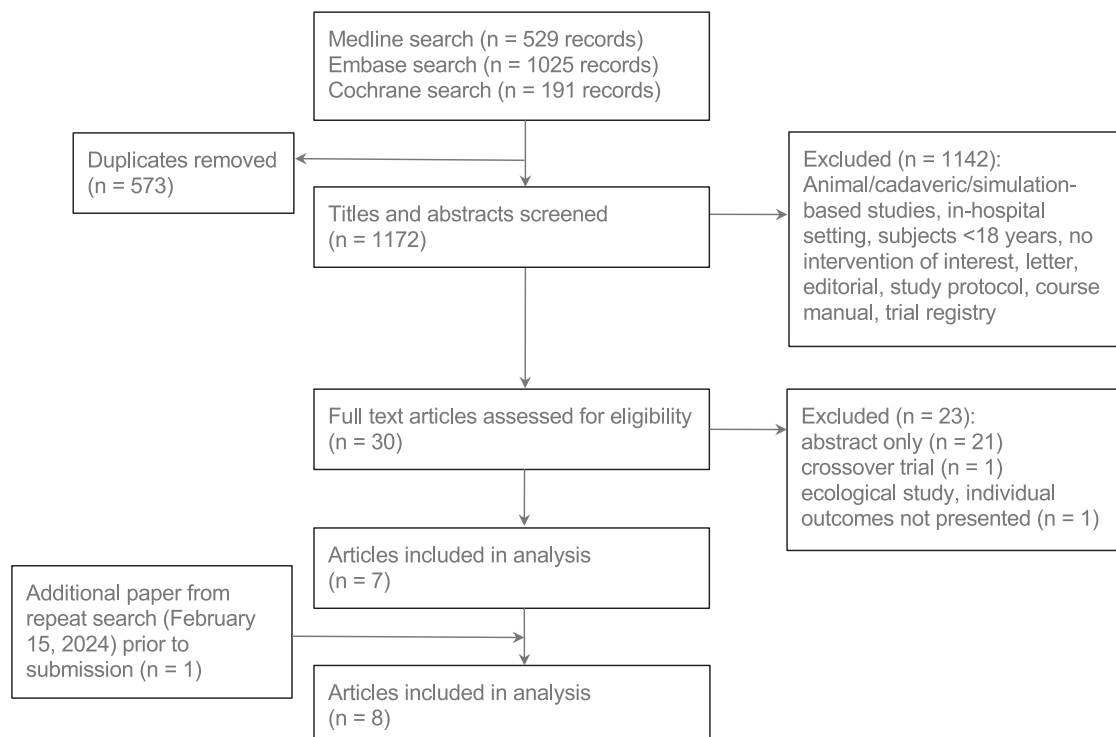 Medline search (n = 529 records)
Embase search (n = 1025 records)
Cochrane search (n = 191 records)
Duplicates removed
(n = 573)
Titles and abstracts screened
(n = 1172)
Excluded (n = 1142):
Animal/cadaveric/simulation-
based studies, in-hospital
setting, subjects <18 years, no
intervention of interest, letter,
editorial, study protocol, course
manual, trial registry
Full text articles assessed for eligibility
(n = 30)
Excluded (n = 23):
abstract only (n = 21)
crossover trial (n = 1)
ecological study, individual
outcomes not presented (n = 1)
Articles included in analysis
(n = 7)
Additional paper from
repeat search (February
15, 2024) prior to
submission (n = 1)
Articles included in analysis
(n = 8)